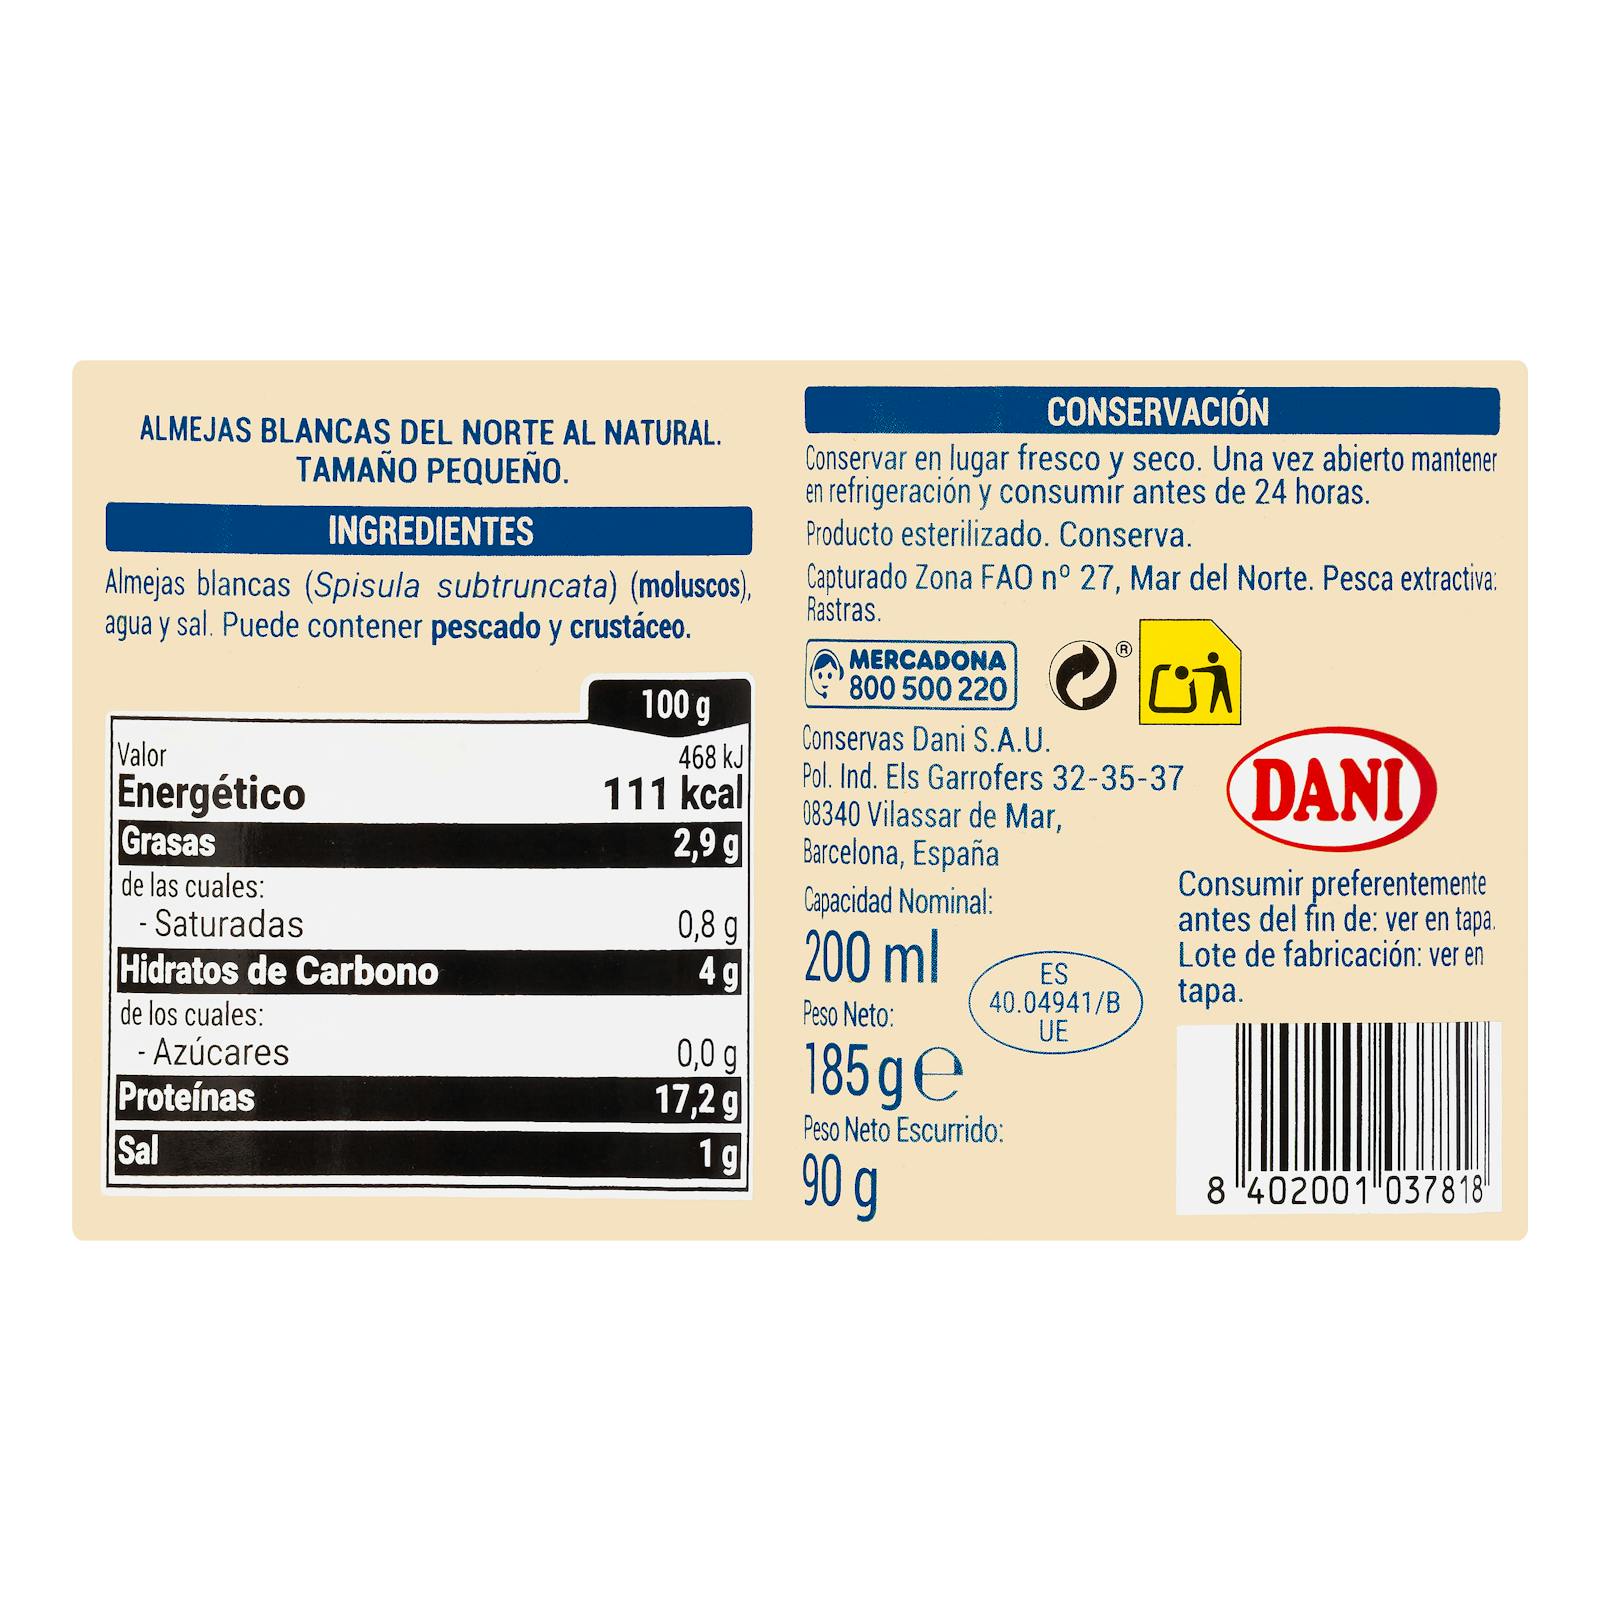 ALMEJAS BLANCAS DEL NORTE AL NATURAL.
TAMAÑO PEQUEÑO.
INGREDIENTES
Almejas blancas (Spisula subtruncata) (moluscos),
agua y sal. Puede contener pescado y crustáceo.
100 g
Valor 468 kJ
Energético 111 kcal
Grasas 2,9 g
de las cuales:
- Saturadas 0,8 g
Hidratos de Carbono 4 g
de los cuales:
- Azúcares 0,0 g
Proteínas 17,2 g
Sal 1 g
CONSERVACIÓN
Conservar en lugar fresco y seco. Una vez abierto mantener
en refrigeración y consumir antes de 24 horas.
Producto esterilizado. Conserva.
Capturado Zona FAO nº 27, Mar del Norte. Pesca extractiva:
Rastras.
MERCADONA
800 500 220
®
Conservas Dani S.A.U.
Pol. Ind. Els Garrofers 32-35-37
08340 Vilassar de Mar,
Barcelona, España
DANI
Capacidad Nominal:
200 ml
Peso Neto:
185 g e
Peso Neto Escurrido:
90 g
ES
40.04941/B
UE
Consumir preferentemente
antes del fin de: ver en tapa.
Lote de fabricación: ver en
tapa.
8 402001 037818